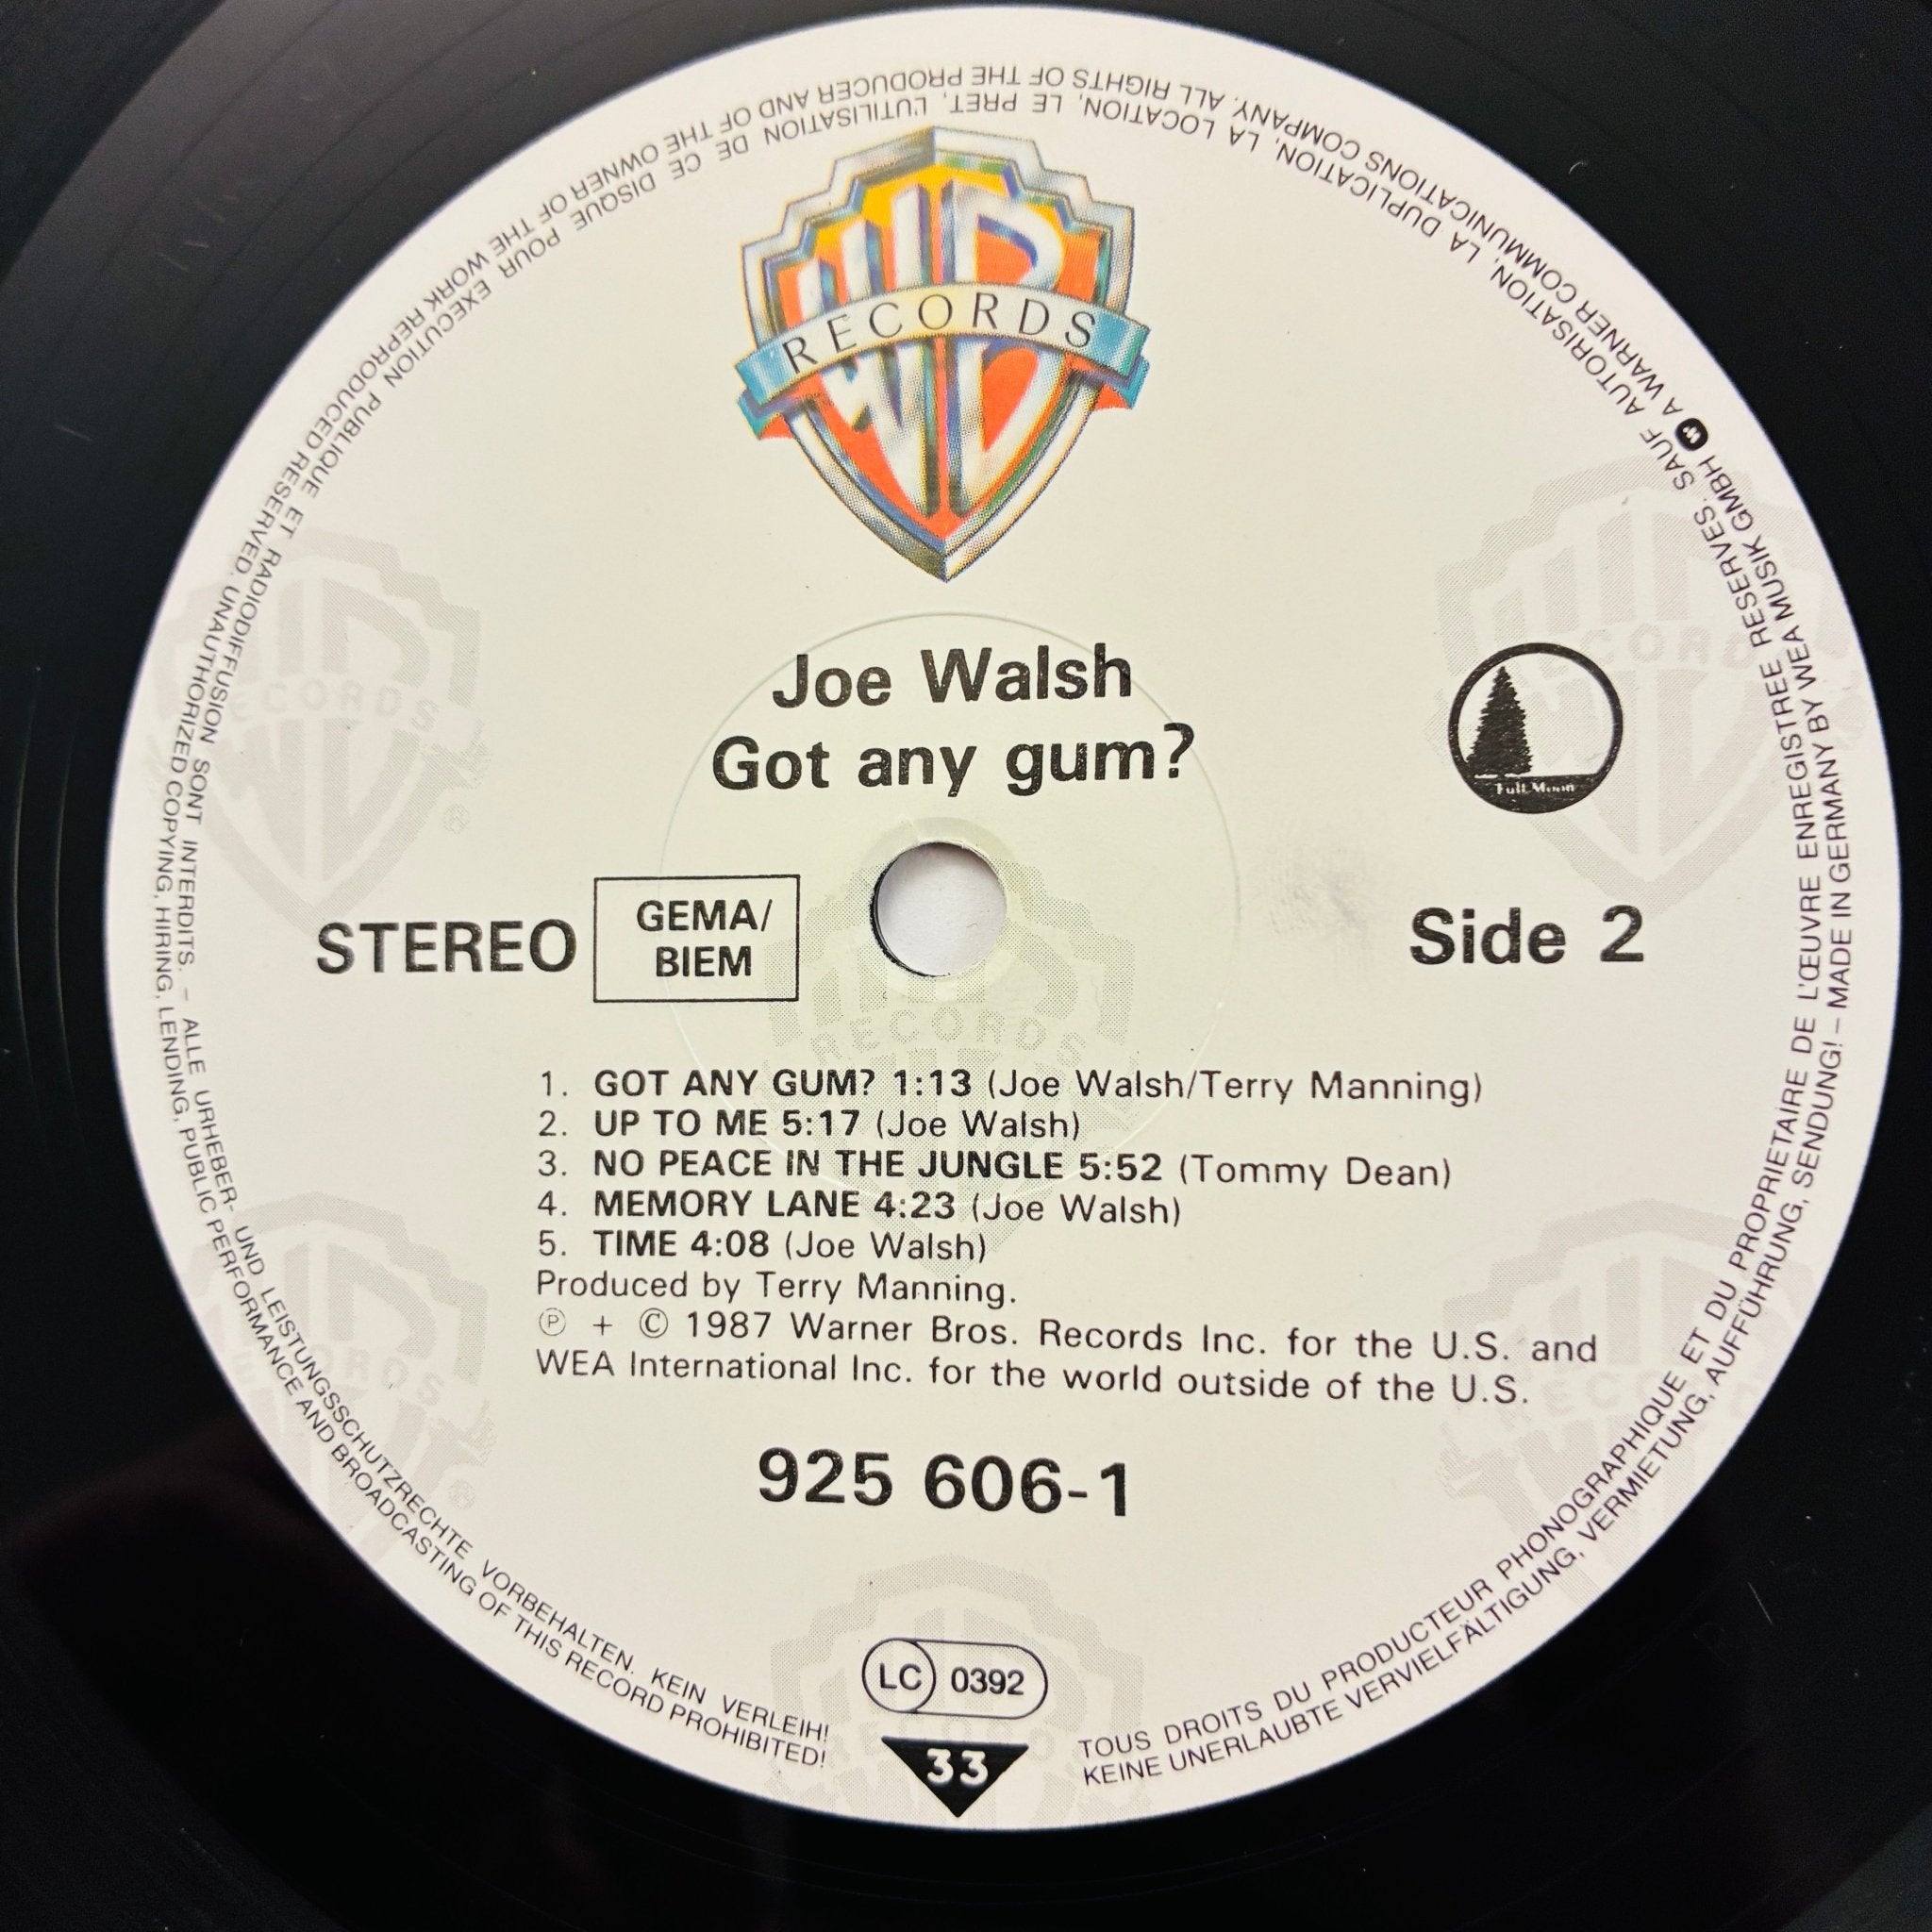 WB
RECORDS
Joe Walsh
Got any gum?
Full Moon
STEREO
GEMA/
BIEM
Side 2
1. GOT ANY GUM? 1:13 (Joe Walsh/Terry Manning)
2. UP TO ME 5:17 (Joe Walsh)
3. NO PEACE IN THE JUNGLE 5:52 (Tommy Dean)
4. MEMORY LANE 4:23 (Joe Walsh)
5. TIME 4:08 (Joe Walsh)
Produced by Terry Manning.
℗ + © 1987 Warner Bros. Records Inc. for the U.S. and
WEA International Inc. for the world outside of the U.S.
925 606-1
LC 0392
33
TOUS DROITS DU PRODUCTEUR PHONOGRAPHIQUE ET DU PROPRIETAIRE DE L'ŒUVRE ENREGISTREE RESERVES. SAUF AUTORISATION, LA DUPLICATION, LA LOCATION, LE PRET, L'UTILISATION DE CE DISQUE POUR EXECUTION PUBLIQUE ET RADIODIFFUSION SONT INTERDITS. – ALLE URHEBER- UND LEISTUNGSSCHUTZRECHTE VORBEHALTEN. KEIN VERLEIH!
KEINE UNERLAUBTE VERVIELFÄLTIGUNG, VERMIETUNG, AUFFÜHRUNG, SENDUNG! – MADE IN GERMANY BY WEA MUSIK GMBH W A WARNER COMMUNICATIONS COMPANY. ALL RIGHTS OF THE PRODUCER AND OF THE OWNER OF THE WORK REPRODUCED RESERVED. UNAUTHORIZED COPYING, HIRING, LENDING, PUBLIC PERFORMANCE AND BROADCASTING OF THIS RECORD PROHIBITED!